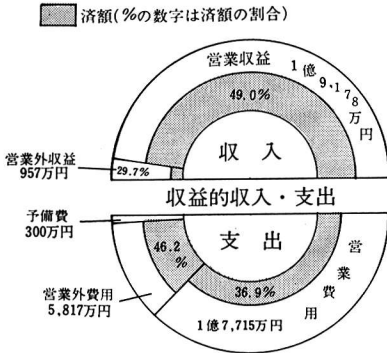 済額(%の数字は済額の割合)
営業収益
1億9,178万円
49.0%
営業外収益
957万円
29.7%
収入
収益的収入・支出
予備費
300万円
支出
46.2
%
36.9%
営業費用
営業外費用
5,817万円
1億7,715万円